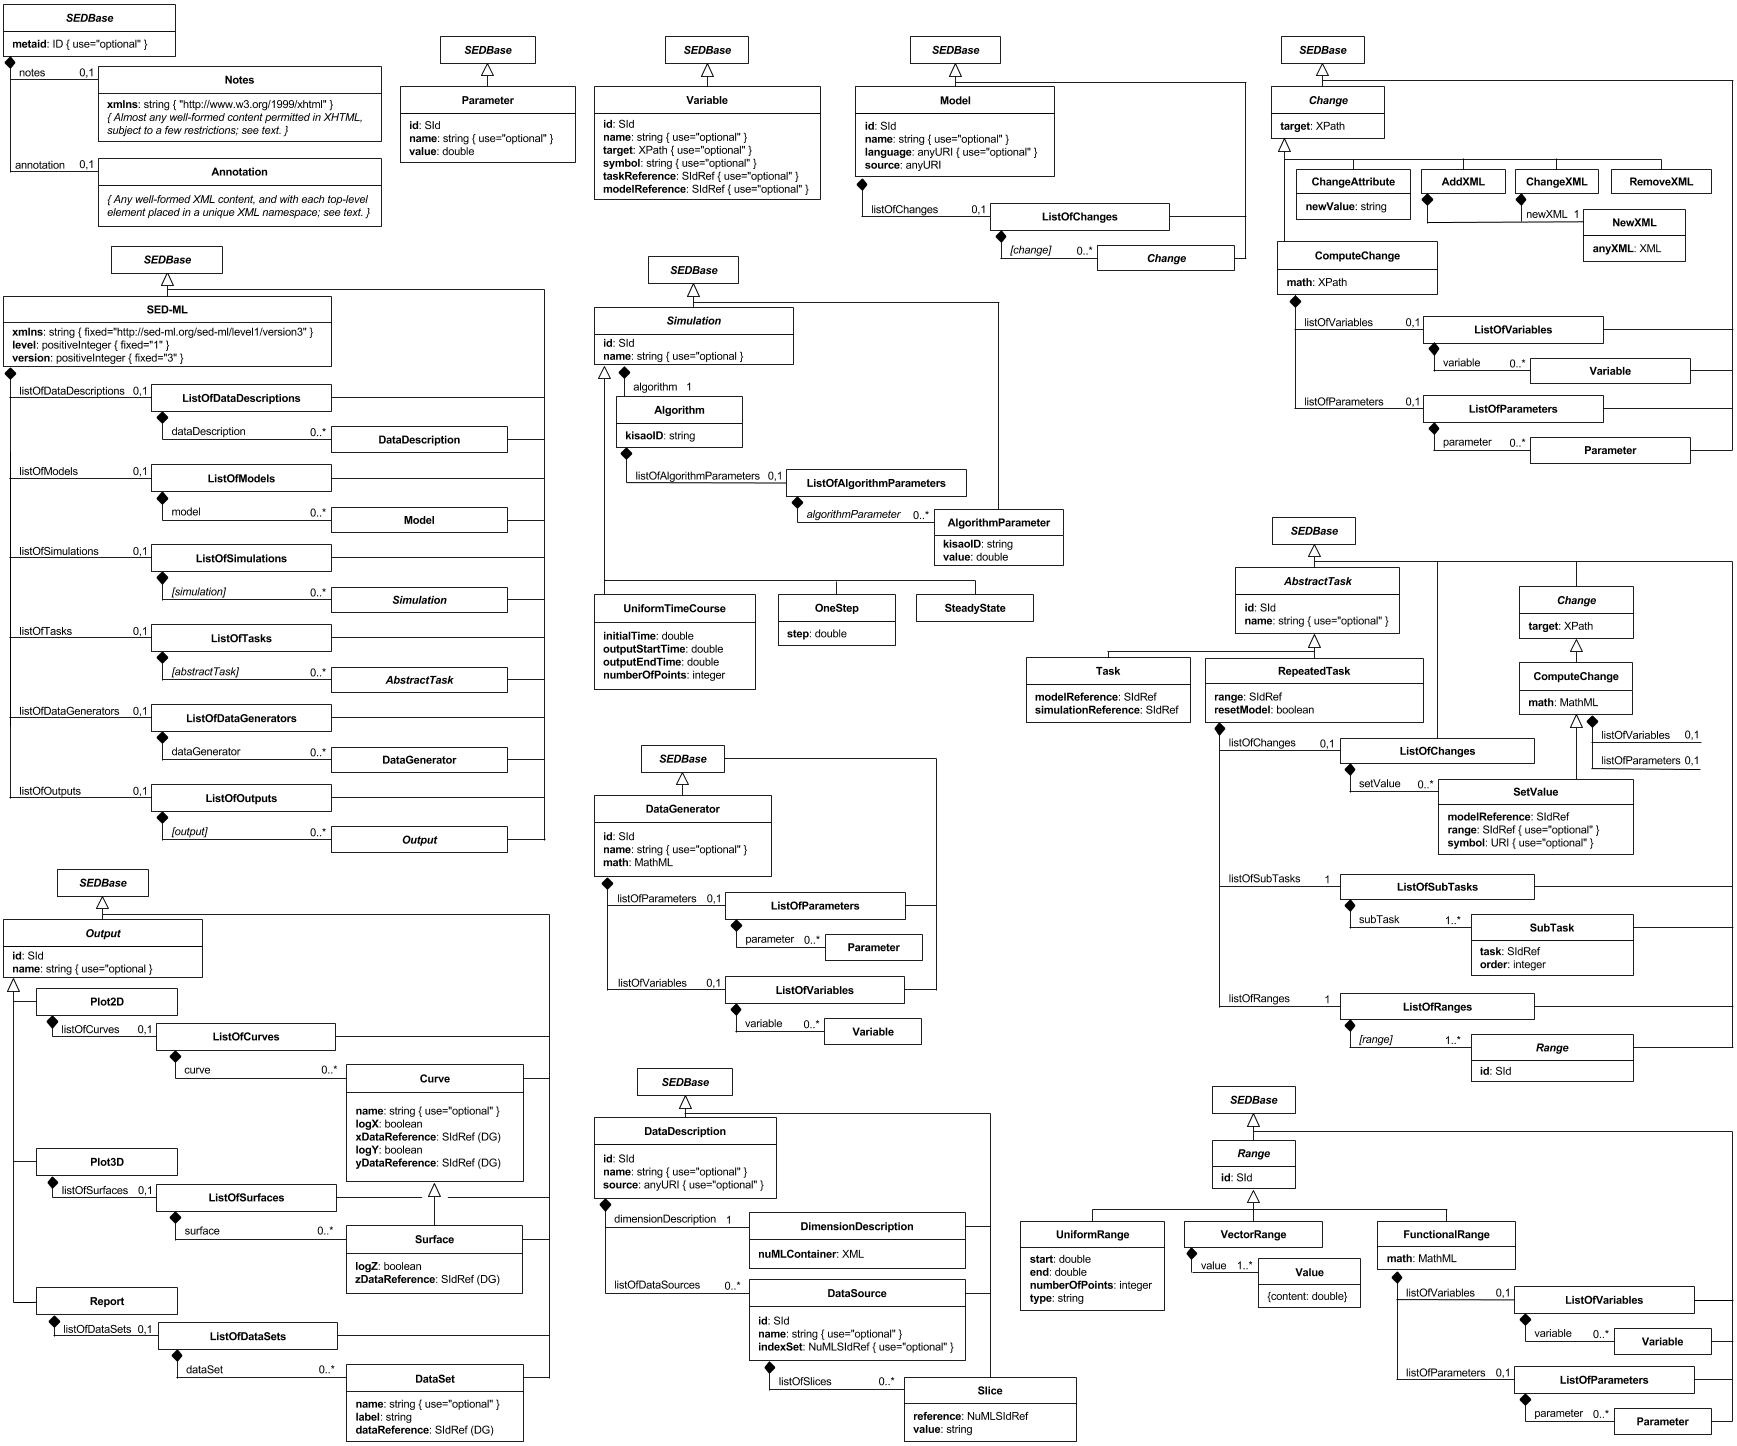 SEDBase
metaid: ID { use="optional" }
notes 0,1
Notes
xmlns: string { "http://www.w3.org/1999/xhtml" }
{ Almost any well-formed content permitted in XHTML,
subject to a few restrictions; see text. }
annotation 0,1
Annotation
{ Any well-formed XML content, and with each top-level
element placed in a unique XML namespace; see text. }
SEDBase
Parameter
id: SId
name: string { use="optional" }
value: double
SEDBase
Variable
id: SId
name: string { use="optional" }
target: XPath { use="optional" }
symbol: string { use="optional" }
taskReference: SIdRef { use="optional" }
modelReference: SIdRef { use="optional" }
SEDBase
Model
id: SId
name: string { use="optional" }
language: anyURI { use="optional" }
source: anyURI
listOfChanges 0,1
ListOfChanges
[change] 0..*
Change
SEDBase
Change
target: XPath
ChangeAttribute
newValue: string
AddXML
ChangeXML
RemoveXML
newXML 1
NewXML
anyXML: XML
ComputeChange
math: XPath
listOfVariables 0,1
ListOfVariables
variable 0..*
Variable
listOfParameters 0,1
ListOfParameters
parameter 0..*
Parameter
SEDBase
SED-ML
xmlns: string { fixed="http://sed-ml.org/sed-ml/level1/version3" }
level: positiveInteger { fixed="1" }
version: positiveInteger { fixed="3" }
listOfDataDescriptions 0,1
ListOfDataDescriptions
dataDescription 0..*
DataDescription
listOfModels 0,1
ListOfModels
model 0..*
Model
listOfSimulations 0,1
ListOfSimulations
[simulation] 0..*
Simulation
listOfTasks 0,1
ListOfTasks
[abstractTask] 0..*
AbstractTask
listOfDataGenerators 0,1
ListOfDataGenerators
dataGenerator 0..*
DataGenerator
listOfOutputs 0,1
ListOfOutputs
[output] 0..*
Output
SEDBase
Simulation
id: SId
name: string { use="optional }
algorithm 1
Algorithm
kisaoID: string
listOfAlgorithmParameters 0,1
ListOfAlgorithmParameters
algorithmParameter 0..*
AlgorithmParameter
kisaoID: string
value: double
UniformTimeCourse
initialTime: double
outputStartTime: double
outputEndTime: double
numberOfPoints: integer
OneStep
step: double
SteadyState
SEDBase
AbstractTask
id: SId
name: string { use="optional" }
Task
modelReference: SIdRef
simulationReference: SIdRef
RepeatedTask
range: SIdRef
resetModel: boolean
Change
target: XPath
ComputeChange
math: MathML
listOfVariables 0,1
listOfParameters 0,1
listOfChanges 0,1
ListOfChanges
setValue 0..*
SetValue
modelReference: SIdRef
range: SIdRef { use="optional" }
symbol: URI { use="optional" }
listOfSubTasks 1
ListOfSubTasks
subTask 1..*
SubTask
task: SIdRef
order: integer
listOfRanges 1
ListOfRanges
[range] 1..*
Range
id: SId
SEDBase
DataGenerator
id: SId
name: string { use="optional" }
math: MathML
listOfParameters 0,1
ListOfParameters
parameter 0..*
Parameter
listOfVariables 0,1
ListOfVariables
variable 0..*
Variable
SEDBase
Output
id: SId
name: string { use="optional }
Plot2D
listOfCurves 0,1
ListOfCurves
curve 0..*
Curve
name: string { use="optional" }
logX: boolean
xDataReference: SIdRef (DG)
logY: boolean
yDataReference: SIdRef (DG)
Plot3D
listOfSurfaces 0,1
ListOfSurfaces
surface 0..*
Surface
logZ: boolean
zDataReference: SIdRef (DG)
Report
listOfDataSets 0,1
ListOfDataSets
dataSet 0..*
DataSet
name: string { use="optional" }
label: string
dataReference: SIdRef (DG)
SEDBase
DataDescription
id: SId
name: string { use="optional" }
source: anyURI { use="optional" }
dimensionDescription 1
DimensionDescription
nuMLContainer: XML
listOfDataSources 0..*
DataSource
id: SId
name: string { use="optional" }
indexSet: NuMLSIdRef { use="optional" }
listOfSlices 0..*
Slice
reference: NuMLSIdRef
value: string
SEDBase
Range
id: SId
UniformRange
start: double
end: double
numberOfPoints: integer
type: string
VectorRange
value 1..*
Value
{content: double}
FunctionalRange
math: MathML
listOfVariables 0,1
ListOfVariables
variable 0..*
Variable
listOfParameters 0,1
ListOfParameters
parameter 0..*
Parameter